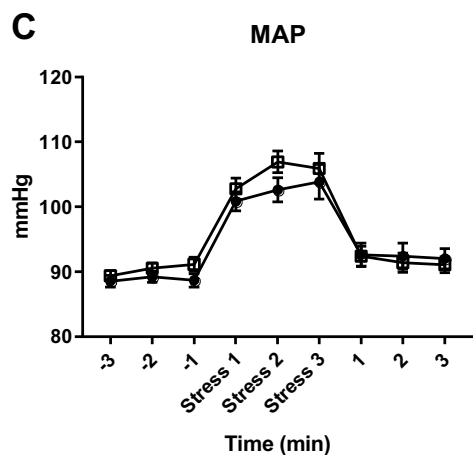 C
MAP
mmHg
120
110
100
90
80
-3
-2
-1
Stress 1
Stress 2
Stress 3
1
2
3
Time (min)